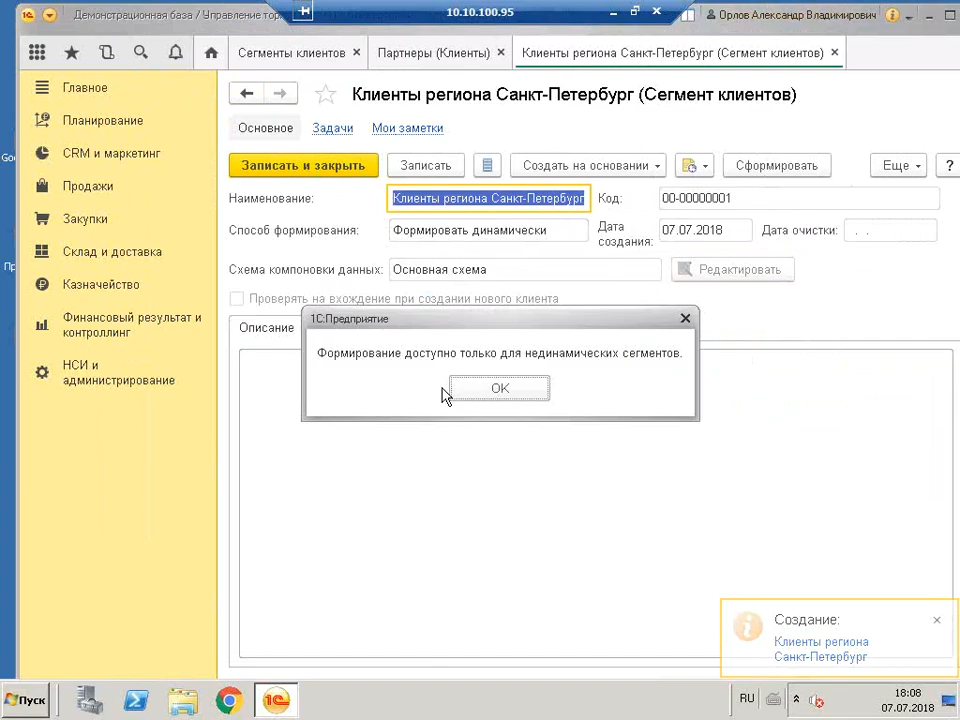 Демонстрационная база / Управление тор
10.10.100.95
Орлов Александр Владимирович
Сегменты клиентов
Партнеры (Клиенты)
Клиенты региона Санкт-Петербург (Сегмент клиентов)
Главное
Планирование
CRM и маркетинг
Продажи
Закупки
Склад и доставка
Казначейство
Финансовый результат и
контроллинг
НСИ и
администрирование
Клиенты региона Санкт-Петербург (Сегмент клиентов)
Основное
Задачи
Мои заметки
Записать и закрыть
Записать
Создать на основании
Сформировать
Еще
?
Наименование:
Клиенты региона Санкт-Петербург
Код:
00-00000001
Способ формирования:
Формировать динамически
Дата
создания:
07.07.2018
Дата очистки:
. .
Схема компоновки данных:
Основная схема
Редактировать
Проверять на вхождение при создании нового клиента
Описание
1С:Предприятие
Формирование доступно только для нединамических сегментов.
OK
Создание:
Клиенты региона
Санкт-Петербург
Goo
Пр
Пуск
RU
18:08
07.07.2018